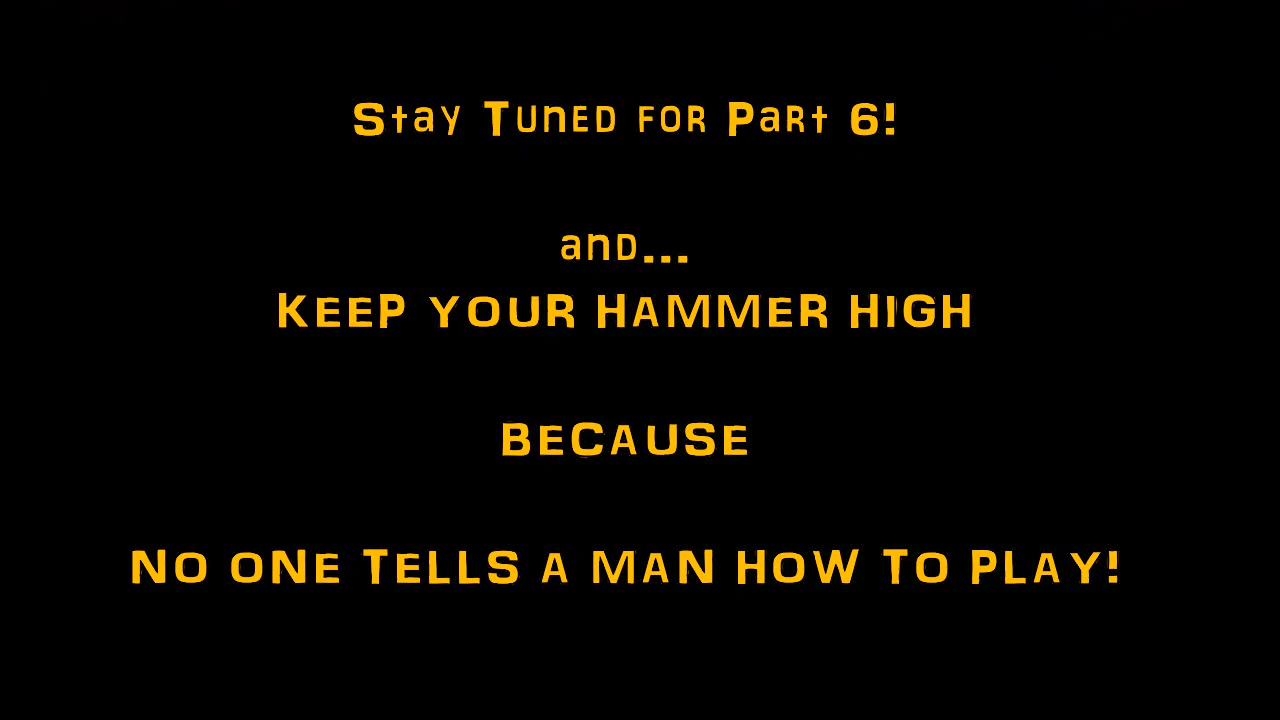 Stay Tuned for Part 6!
and...
KEEP YOUR HAMMER HIGH
BECAUSE
NO ONE TELLS A MAN HOW TO PLAY!